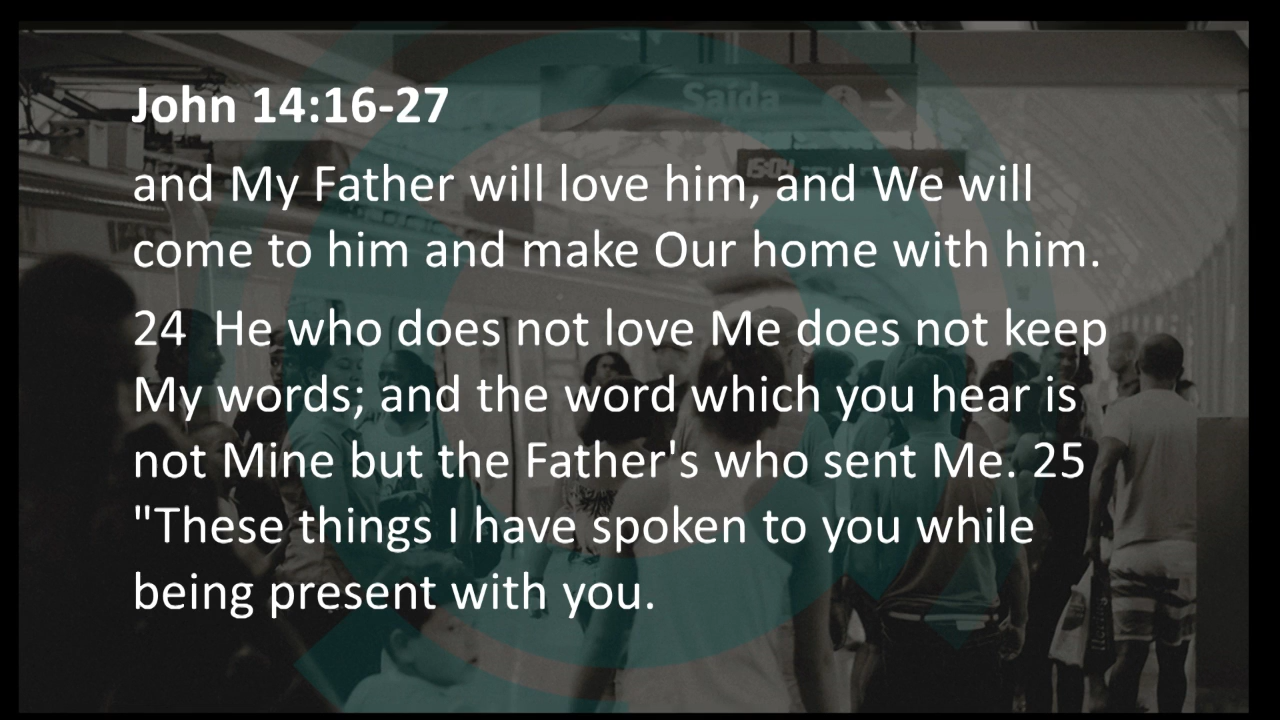 Saída
15:04
John 14:16-27
and My Father will love him, and We will
come to him and make Our home with him.
24 He who does not love Me does not keep
My words; and the word which you hear is
not Mine but the Father's who sent Me. 25
"These things I have spoken to you while
being present with you.